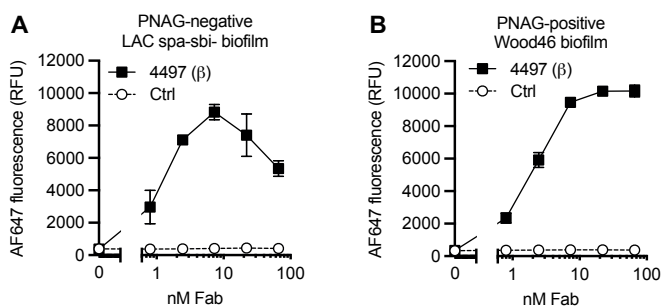 A
PNAG-negative
LAC spa-sbi- biofilm
4497 (β)
Ctrl
AF647 fluorescence (RFU)
12000
10000
8000
6000
4000
2000
0
0
1
10
100
nM Fab
B
PNAG-positive
Wood46 biofilm
4497 (β)
Ctrl
AF647 fluorescence (RFU)
12000
10000
8000
6000
4000
2000
0
0
1
10
100
nM Fab